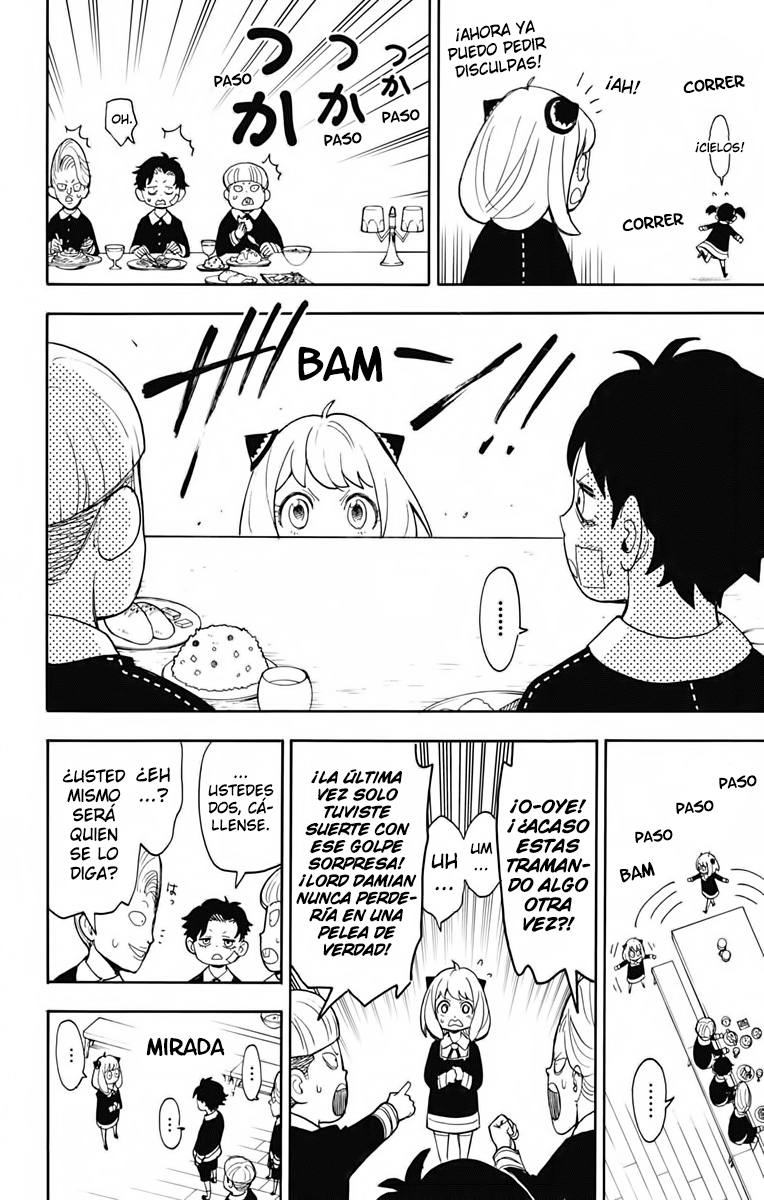 ¡AHORA YA
PUEDO PEDIR
DISCULPAS!
¡AH!
CORRER
¡CIELOS!
CORRER
つか
つか
つか
PASO
PASO
PASO
OH.
BAM
!!
......
PASO
PASO
PASO
BAM
......
¡O-OYE!
¡¿ACASO
ESTAS
TRAMAN-
DO ALGO
OTRA
VEZ?!
UM
...
UH
...
¡LA ÚLTIMA
VEZ SOLO
TUVISTE
SUERTE CON
ESE GOLPE
SORPRESA!
¡LORD DAMIAN
NUNCA PERDE-
RÍA EN UNA
PELEA DE
VERDAD!
...
USTEDES
DOS, CÁ-
LLENSE.
¿EH
...?
¿USTED
MISMO
SERÁ
QUIEN
SE LO
DIGA?
ぱっ
MIRADA
...
...